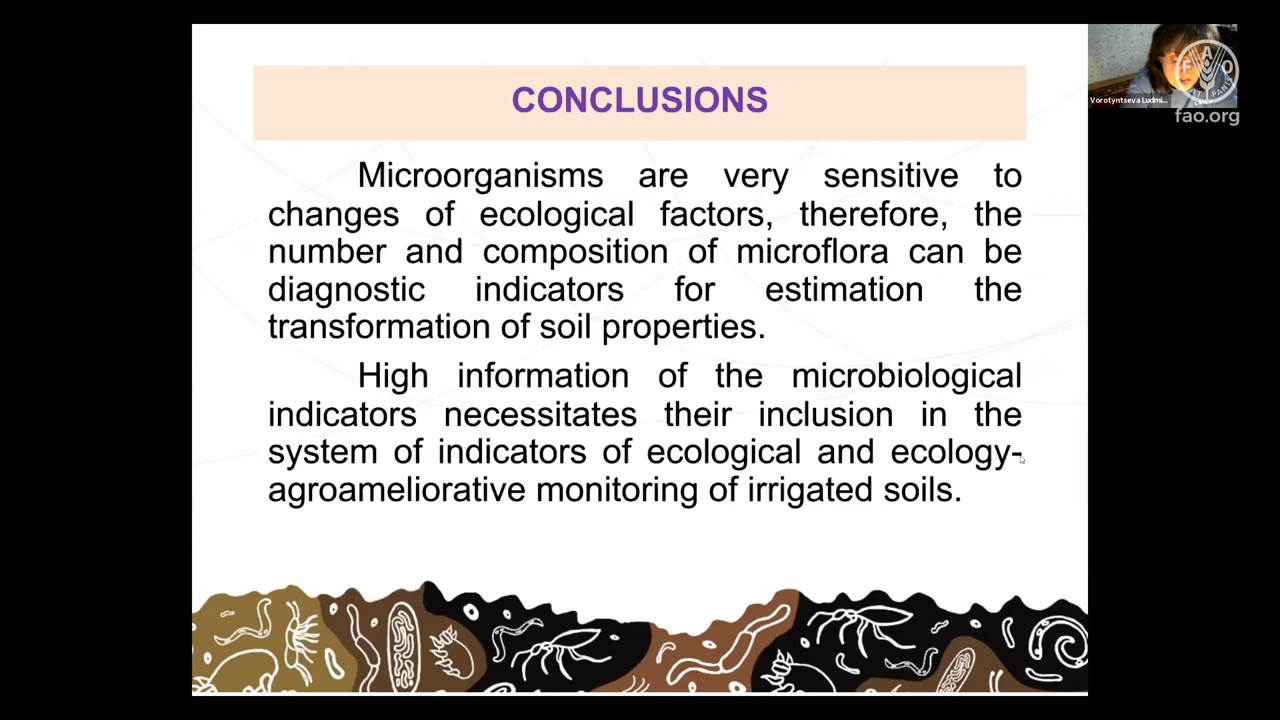 CONCLUSIONS
Microorganisms are very sensitive to
changes of ecological factors, therefore, the
number and composition of microflora can be
diagnostic indicators for estimation the
transformation of soil properties.
High information of the microbiological
indicators necessitates their inclusion in the
system of indicators of ecological and ecology-
agroameliorative monitoring of irrigated soils.
Vorotyntseva Ludmi...
F A O
fao.org